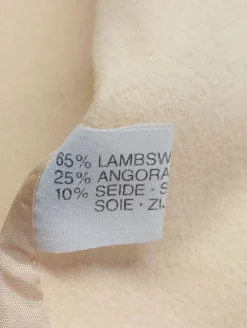 65% LAMBSW
25% ANGORA
10% SEIDE · S
SOIE · ZI